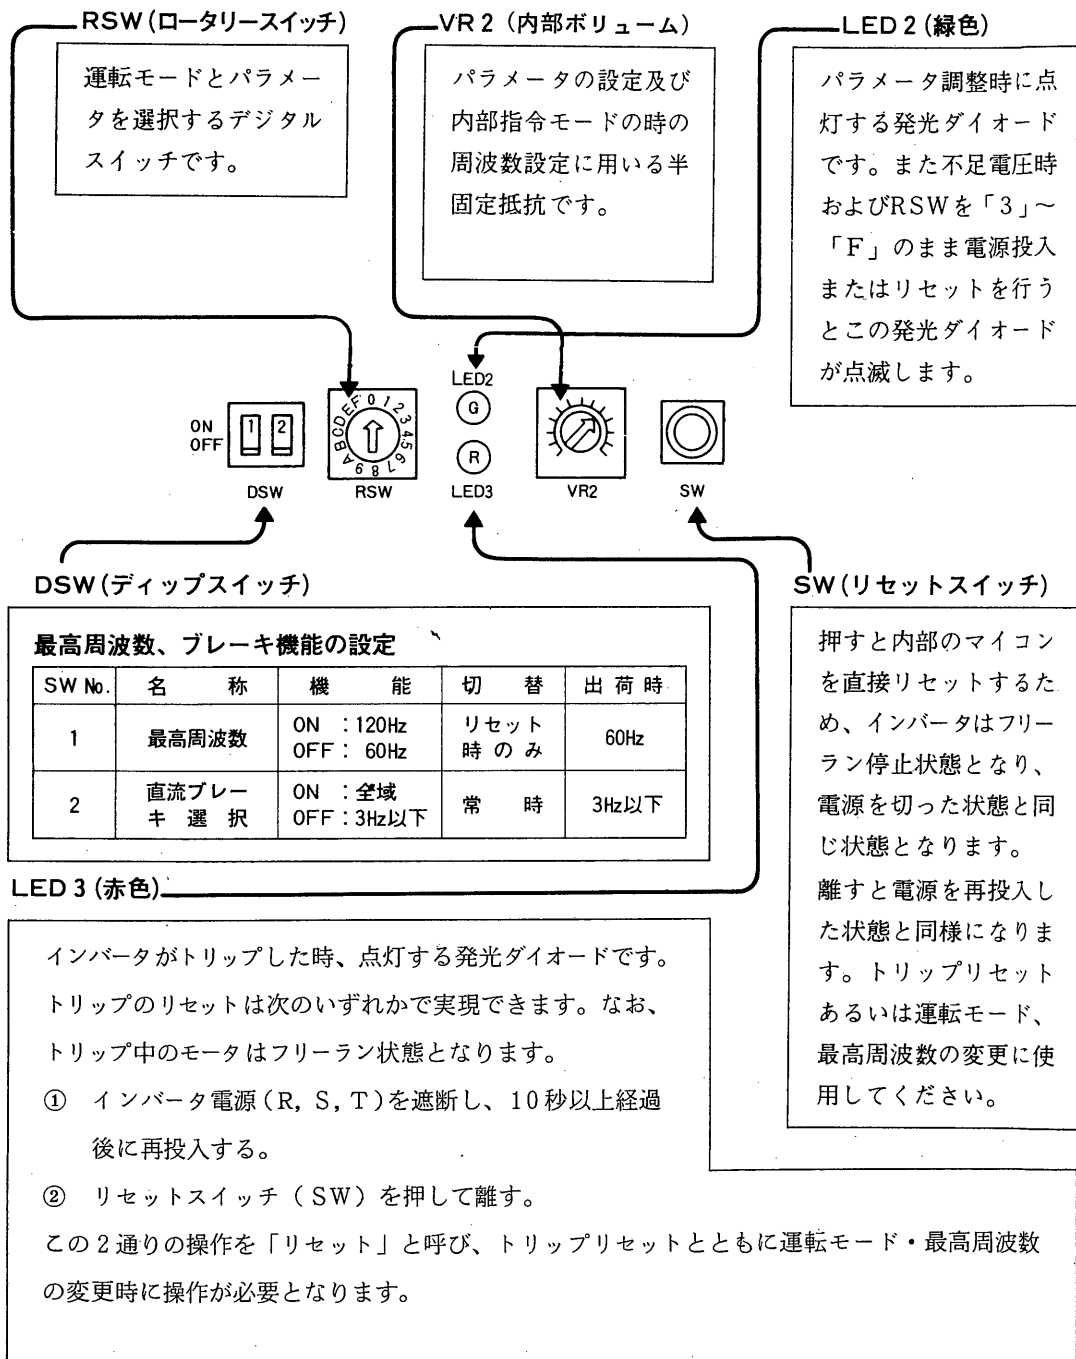 RSW(ロータリースイッチ)
運転モードとパラメー
タを選択するデジタル
スイッチです。
VR2(内部ボリューム)
パラメータの設定及び
内部指令モードの時の
周波数設定に用いる半
固定抵抗です。
LED2(緑色)
パラメータ調整時に点
灯する発光ダイオード
です。また不足電圧時
およびRSWを「3」〜
「F」のまま電源投入
またはリセットを行う
とこの発光ダイオード
が点滅します。
ON
OFF
1 2
DSW
0 1 2 3 4 5 6 7 8 9 A B C D E F
RSW
LED2
G
R
LED3
VR2
SW
DSW(ディップスイッチ)
最高周波数、ブレーキ機能の設定
SW No. 名称 機能 切替 出荷時
1 最高周波数 ON :120Hz リセット 60Hz
OFF: 60Hz 時のみ
2 直流ブレー ON :全域 常時 3Hz以下
キ選択 OFF:3Hz以下
SW(リセットスイッチ)
押すと内部のマイコン
を直接リセットするた
め、インバータはフリー
ラン停止状態となり、
電源を切った状態と同
じ状態となります。
離すと電源を再投入し
た状態と同様になりま
す。トリップリセット
あるいは運転モード、
最高周波数の変更に使
用してください。
LED3(赤色)
インバータがトリップした時、点灯する発光ダイオードです。
トリップのリセットは次のいずれかで実現できます。なお、
トリップ中のモータはフリーラン状態となります。
① インバータ電源(R, S, T)を遮断し、10秒以上経過
後に再投入する。
② リセットスイッチ(SW)を押して離す。
この2通りの操作を「リセット」と呼び、トリップリセットとともに運転モード・最高周波数
の変更時に操作が必要となります。